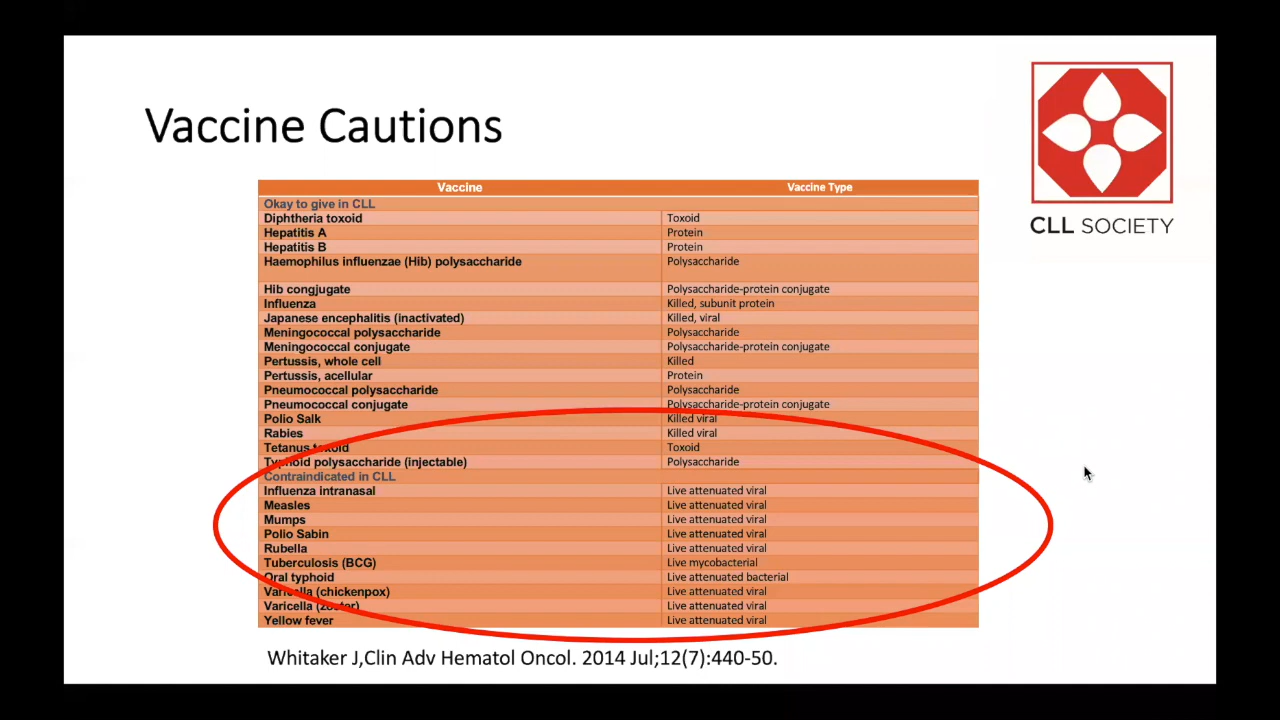 Vaccine Cautions
CLL SOCIETY
Vaccine Vaccine Type
Okay to give in CLL
Diphtheria toxoid Toxoid
Hepatitis A Protein
Hepatitis B Protein
Haemophilus influenzae (Hib) polysaccharide Polysaccharide
Hib congjugate Polysaccharide-protein conjugate
Influenza Killed, subunit protein
Japanese encephalitis (inactivated) Killed, viral
Meningococcal polysaccharide Polysaccharide
Meningococcal conjugate Polysaccharide-protein conjugate
Pertussis, whole cell Killed
Pertussis, acellular Protein
Pneumococcal polysaccharide Polysaccharide
Pneumococcal conjugate Polysaccharide-protein conjugate
Polio Salk Killed viral
Rabies Killed viral
Tetanus toxoid Toxoid
Typhoid polysaccharide (injectable) Polysaccharide
Contraindicated in CLL
Influenza intranasal Live attenuated viral
Measles Live attenuated viral
Mumps Live attenuated viral
Polio Sabin Live attenuated viral
Rubella Live attenuated viral
Tuberculosis (BCG) Live mycobacterial
Oral typhoid Live attenuated bacterial
Varicella (chickenpox) Live attenuated viral
Varicella (zoster) Live attenuated viral
Yellow fever Live attenuated viral
Whitaker J,Clin Adv Hematol Oncol. 2014 Jul;12(7):440-50.